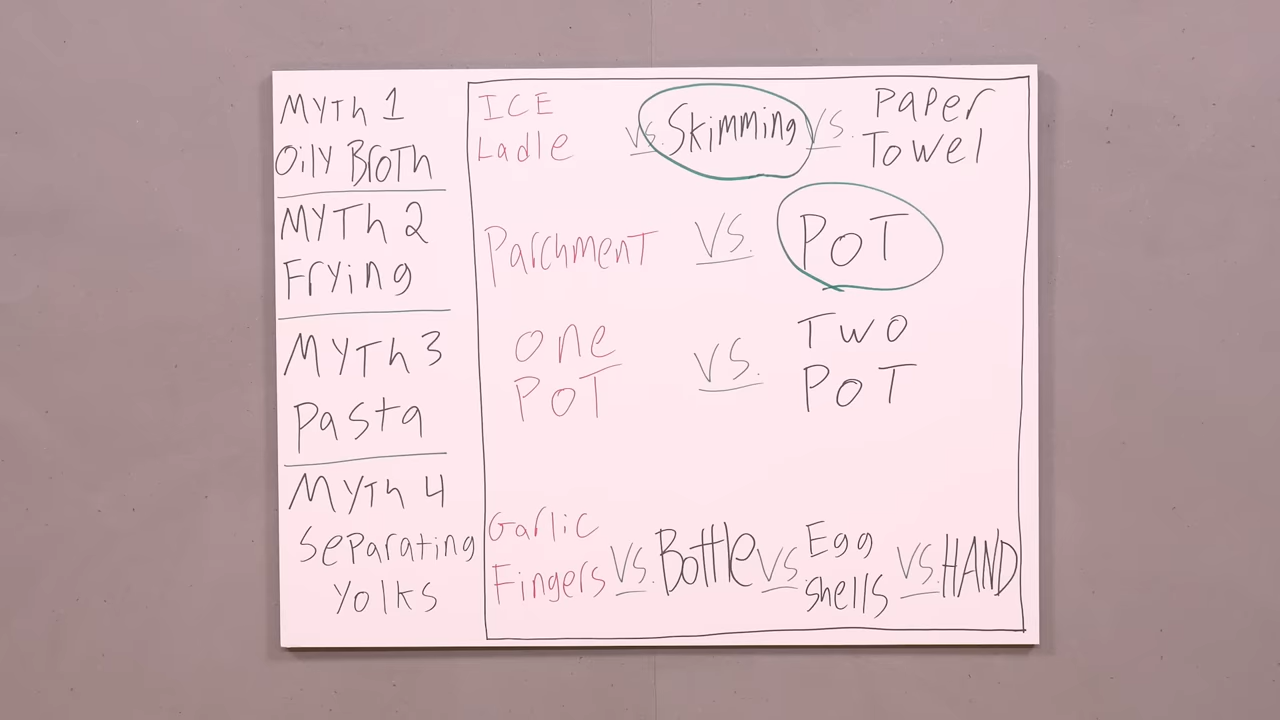 Myth 1
Oily Broth
ICE
Ladle
vs.
Skimming
vs.
Paper
Towel
Myth 2
Frying
Parchment
vs.
Pot
Myth 3
Pasta
one
Pot
vs.
Two
Pot
Myth 4
Separating
Yolks
Garlic
Fingers
vs.
Bottle
vs
Egg
Shells
vs.
HAND